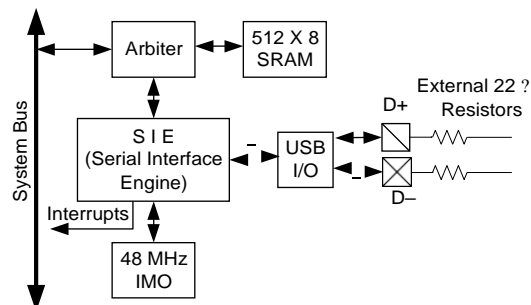 System Bus
Arbiter
512 X 8
SRAM
External 22 ?
Resistors
D+
S I E
(Serial Interface
Engine)
USB
I/O
D–
Interrupts
48 MHz
IMO